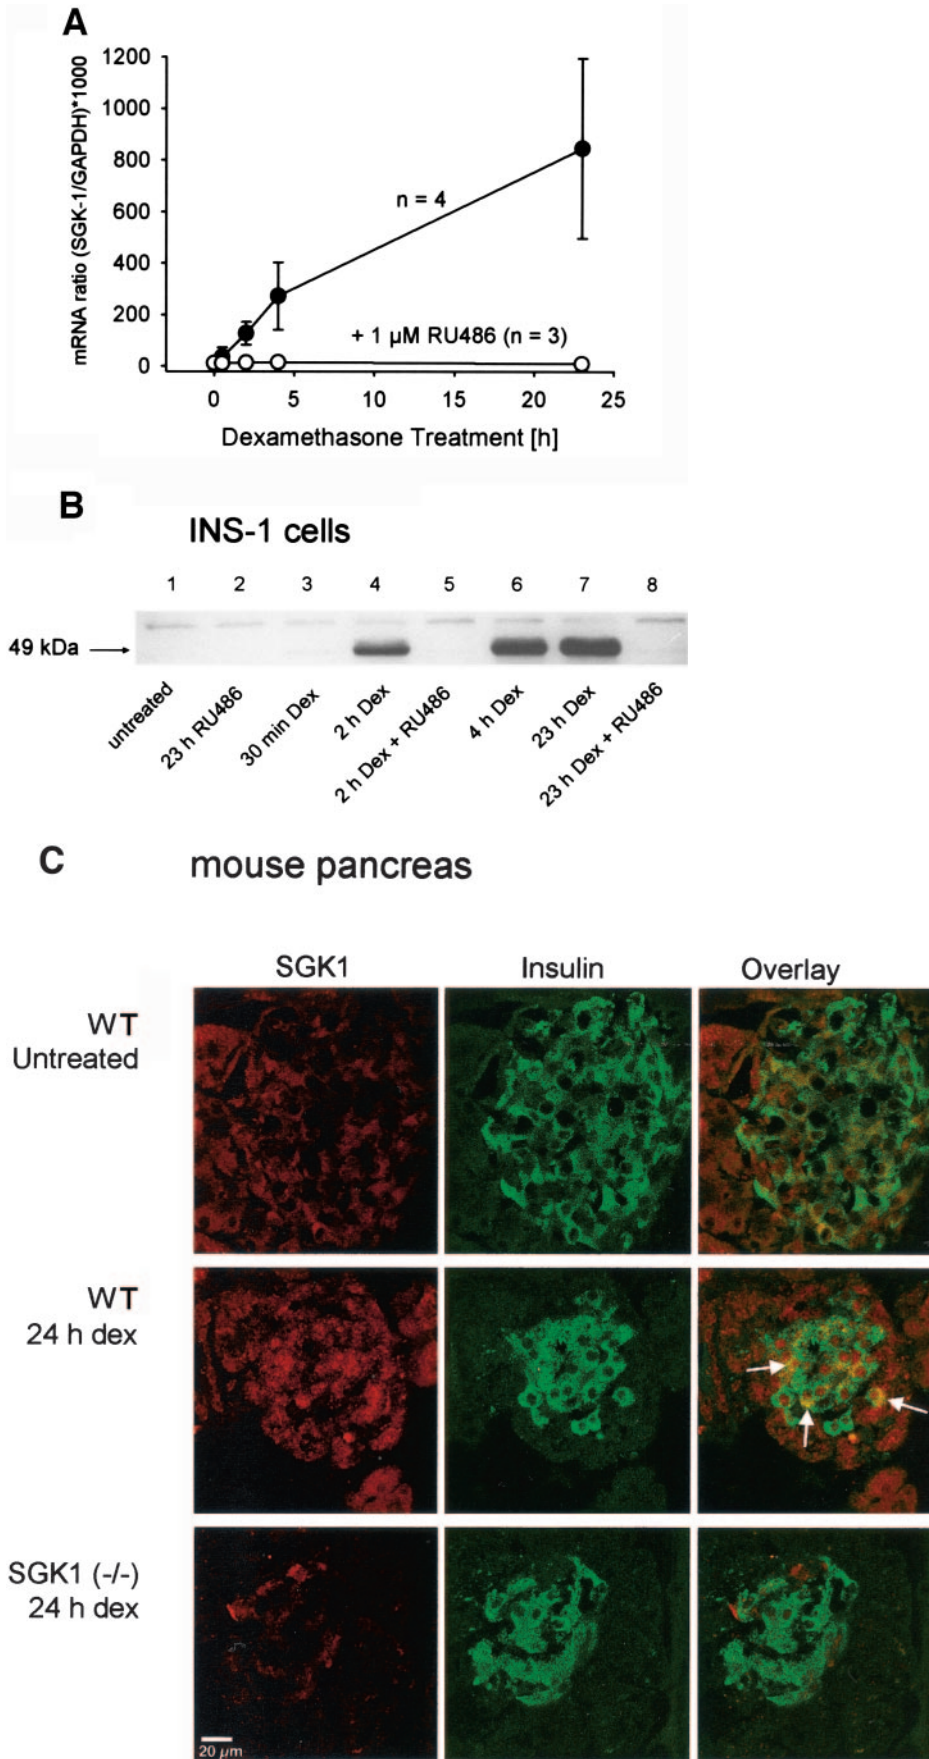 A
1200
1000
800
600
400
200
0
mRNA ratio (SGK-1/GAPDH)*1000
n = 4
+ 1 µM RU486 (n = 3)
0 5 10 15 20 25
Dexamethasone Treatment [h]
B
INS-1 cells
1 2 3 4 5 6 7 8
49 kDa
untreated
23 h RU486
30 min Dex
2 h Dex
2 h Dex + RU486
4 h Dex
23 h Dex
23 h Dex + RU486
C
mouse pancreas
SGK1 Insulin Overlay
WT
Untreated
WT
24 h dex
SGK1 (-/-)
24 h dex
20 µm